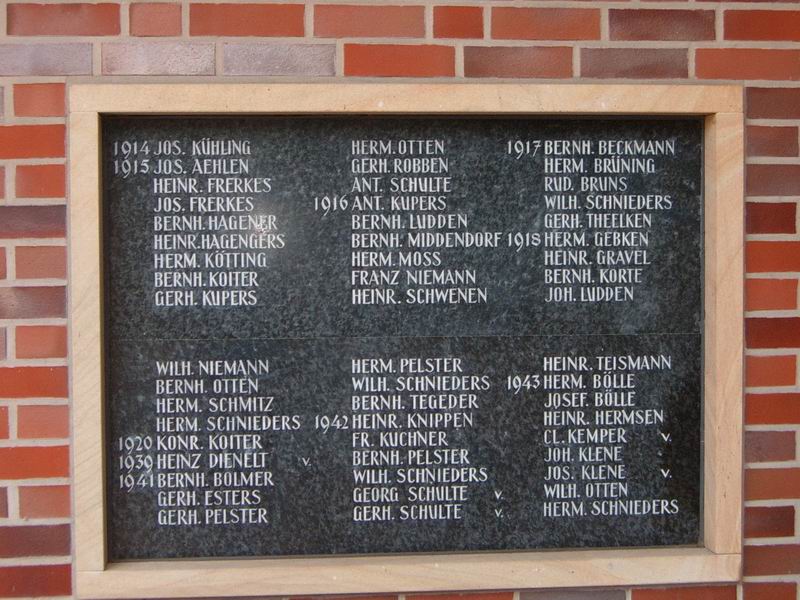 1914 JOS. KÜHLING
1915 JOS. AEHLEN
HEINR. FRERKES
JOS. FRERKES
BERNH. HAGENER
HEINR. HAGENGERS
HERM. KÖTTING
BERNH. KOITER
GERH. KUPERS
HERM. OTTEN
GERH. ROBBEN
ANT. SCHULTE
1916 ANT. KUPERS
BERNH. LUDDEN
BERNH. MIDDENDORF
HERM. MOSS
FRANZ NIEMANN
HEINR. SCHWENEN
1917 BERNH. BECKMANN
HERM. BRÜNING
RUD. BRUNS
WILH. SCHNIEDERS
GERH. THEELKEN
1918 HERM. GEBKEN
HEINR. GRAVEL
BERNH. KORTE
JOH. LUDDEN
WILH. NIEMANN
BERNH. OTTEN
HERM. SCHMITZ
HERM. SCHNIEDERS
1920 KONR. KOITER
1939 HEINZ DIENELT v.
1941 BERNH. BOLMER
GERH. ESTERS
GERH. PELSTER
HERM. PELSTER
WILH. SCHNIEDERS
BERNH. TEGEDER
1942 HEINR. KNIPPEN
FR. KUCHNER
BERNH. PELSTER
WILH. SCHNIEDERS
GEORG SCHULTE v.
GERH. SCHULTE v.
HEINR. TEISMANN
1943 HERM. BÖLLE
JOSEF. BÖLLE
HEINR. HERMSEN
CL. KEMPER v.
JOH. KLENE
JOS. KLENE v.
WILH. OTTEN
HERM. SCHNIEDERS